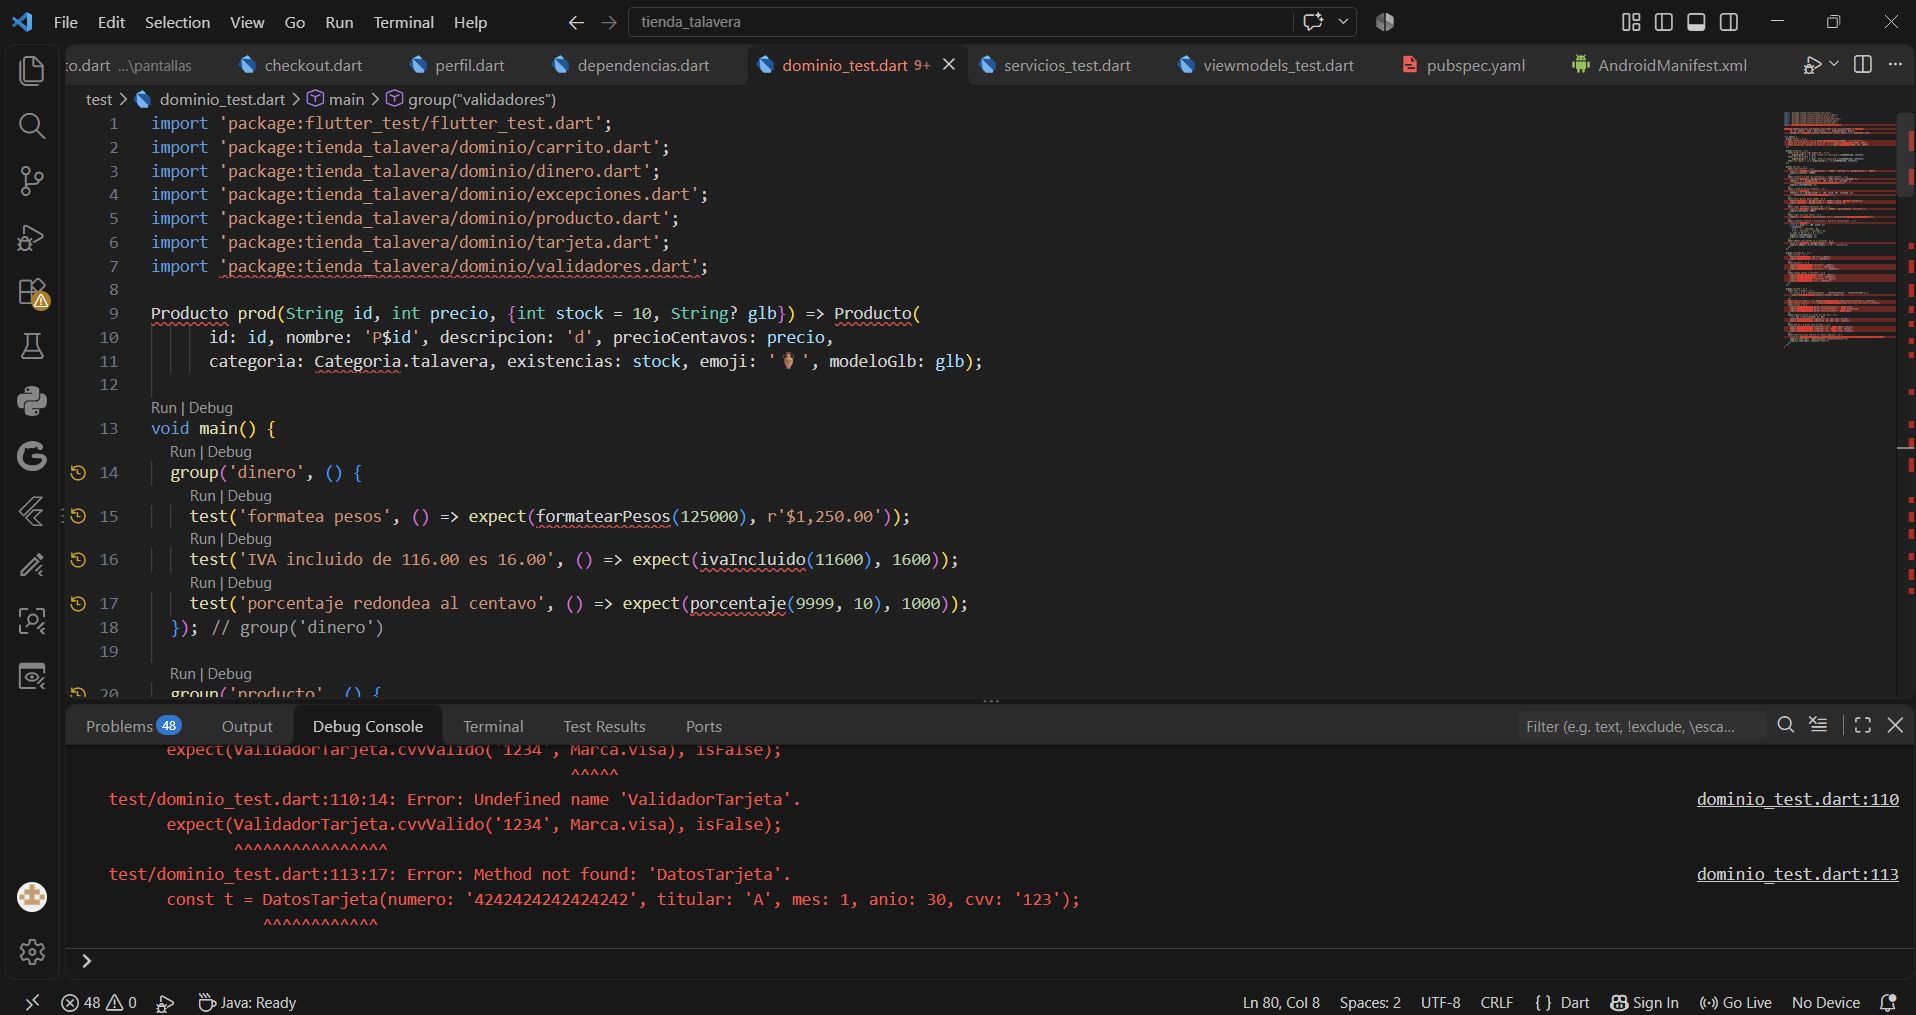 File Edit Selection View Go Run Terminal Help
tienda_talavera
to.dart ...\pantallas checkout.dart perfil.dart dependencias.dart dominio_test.dart 9+ servicios_test.dart viewmodels_test.dart pubspec.yaml AndroidManifest.xml
test > dominio_test.dart > main > group("validadores")
1 import 'package:flutter_test/flutter_test.dart';
2 import 'package:tienda_talavera/dominio/carrito.dart';
3 import 'package:tienda_talavera/dominio/dinero.dart';
4 import 'package:tienda_talavera/dominio/excepciones.dart';
5 import 'package:tienda_talavera/dominio/producto.dart';
6 import 'package:tienda_talavera/dominio/tarjeta.dart';
7 import 'package:tienda_talavera/dominio/validadores.dart';
8
9 Producto prod(String id, int precio, {int stock = 10, String? glb}) => Producto(
10 id: id, nombre: 'P$id', descripcion: 'd', precioCentavos: precio,
11 categoria: Categoria.talavera, existencias: stock, emoji: '🏺', modeloGlb: glb);
12
Run | Debug
13 void main() {
Run | Debug
14 group('dinero', () {
Run | Debug
15 test('formatea pesos', () => expect(formatearPesos(125000), r'$1,250.00'));
Run | Debug
16 test('IVA incluido de 116.00 es 16.00', () => expect(ivaIncluido(11600), 1600));
Run | Debug
17 test('porcentaje redondea al centavo', () => expect(porcentaje(9999, 10), 1000));
18 }); // group('dinero')
19
Run | Debug
20 group('producto', () {
Problems 48 Output Debug Console Terminal Test Results Ports Filter (e.g. text, !exclude, \esca...
expect(ValidadorTarjeta.cvvValido('1234', Marca.visa), isFalse);
^^^^^
test/dominio_test.dart:110:14: Error: Undefined name 'ValidadorTarjeta'. dominio_test.dart:110
expect(ValidadorTarjeta.cvvValido('1234', Marca.visa), isFalse);
^^^^^^^^^^^^^^^^
test/dominio_test.dart:113:17: Error: Method not found: 'DatosTarjeta'. dominio_test.dart:113
const t = DatosTarjeta(numero: '4242424242424242', titular: 'A', mes: 1, anio: 30, cvv: '123');
^^^^^^^^^^^^
>
48 0 Java: Ready Ln 80, Col 8 Spaces: 2 UTF-8 CRLF { } Dart Sign In Go Live No Device